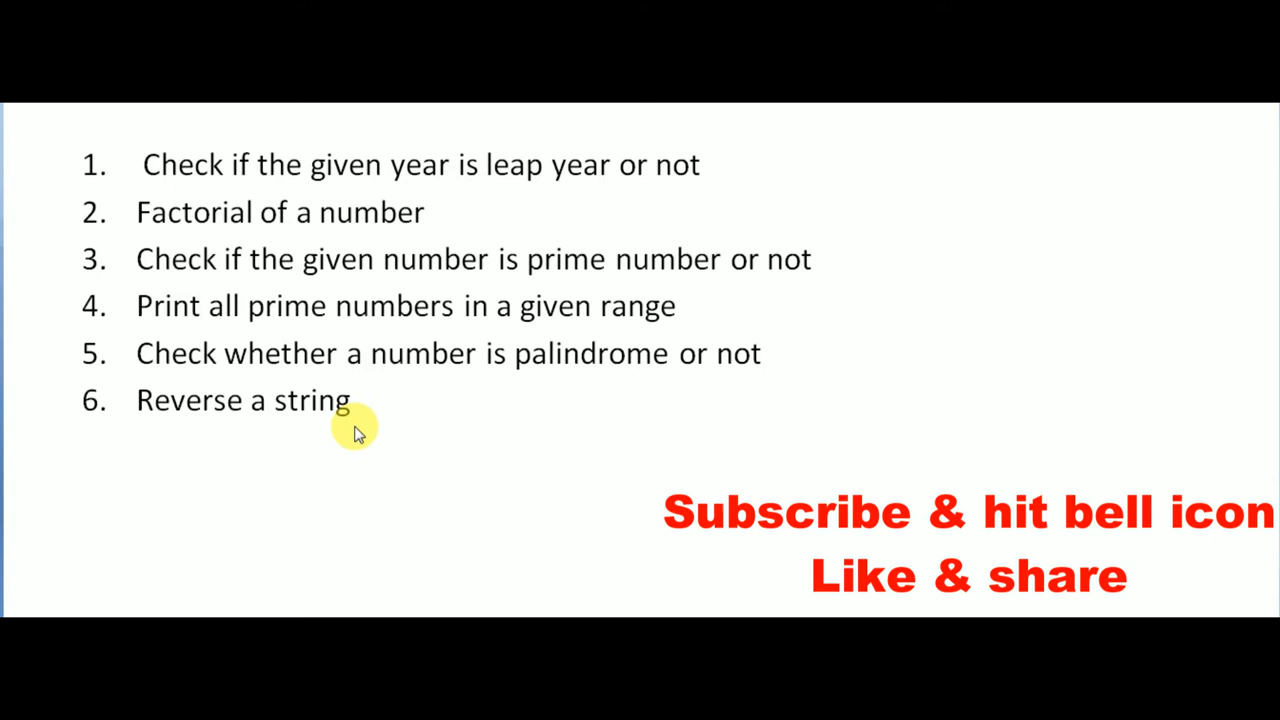 1. Check if the given year is leap year or not
2. Factorial of a number
3. Check if the given number is prime number or not
4. Print all prime numbers in a given range
5. Check whether a number is palindrome or not
6. Reverse a string
Subscribe & hit bell icon
Like & share